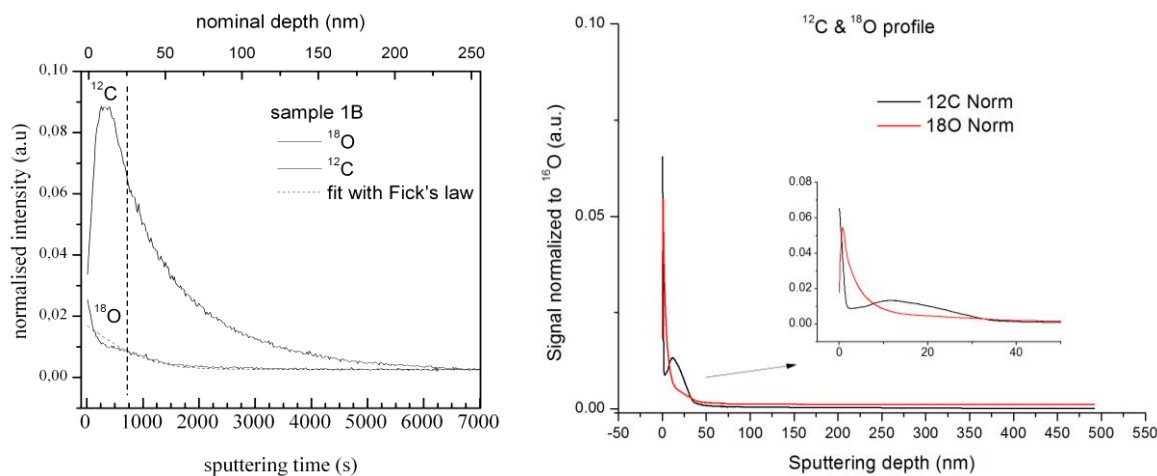 nominal depth (nm)
0 50 100 150 200 250
0,10
0,08
0,06
0,04
0,02
0,00
normalised intensity (a.u)
¹²C
sample 1B
¹⁸O
¹²C
fit with Fick's law
¹⁸O
0 1000 2000 3000 4000 5000 6000 7000
sputtering time (s)
¹²C & ¹⁸O profile
12C Norm
18O Norm
0.10
0.05
0.00
Signal normalized to ¹⁶O (a.u.)
0.08
0.06
0.04
0.02
0.00
0 20 40
-50 0 50 100 150 200 250 300 350 400 450 500 550
Sputtering depth (nm)